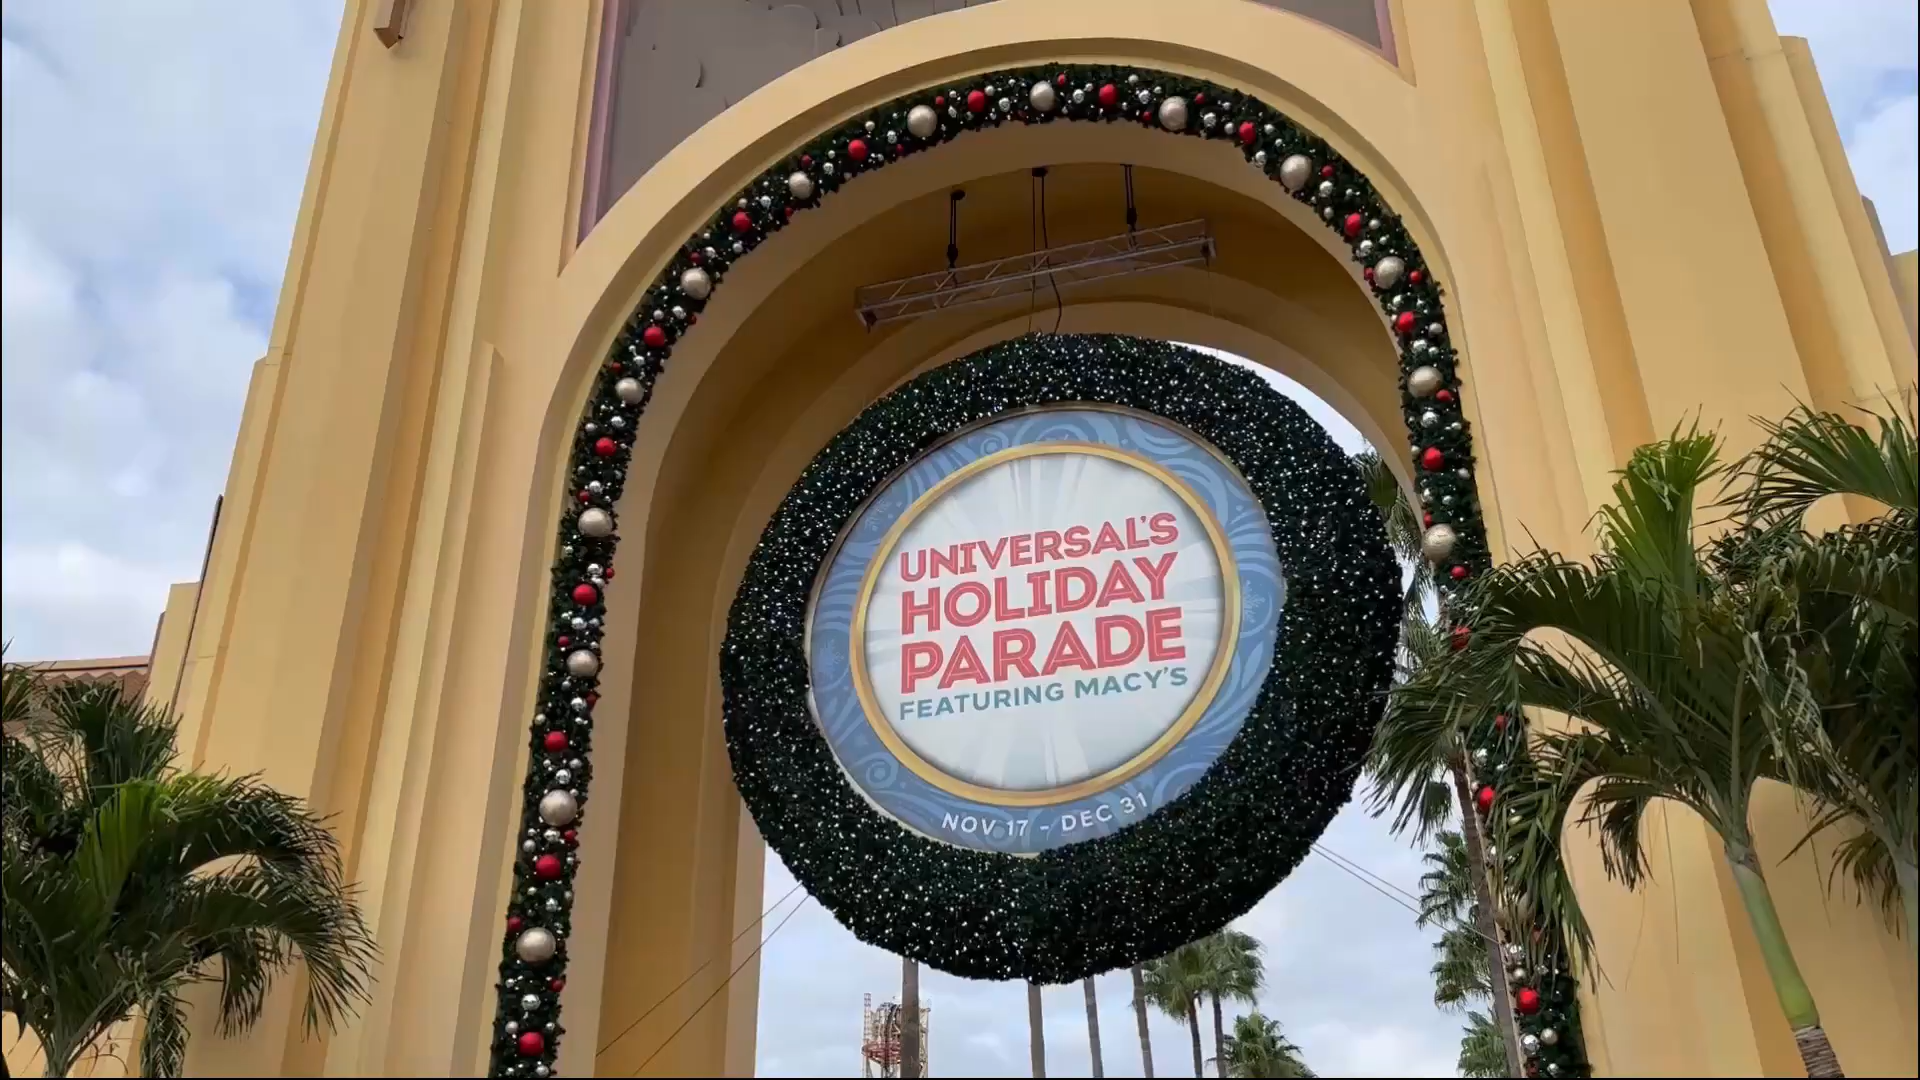 UNIVERSAL'S
HOLIDAY
PARADE
FEATURING MACY'S
NOV 17 - DEC 31